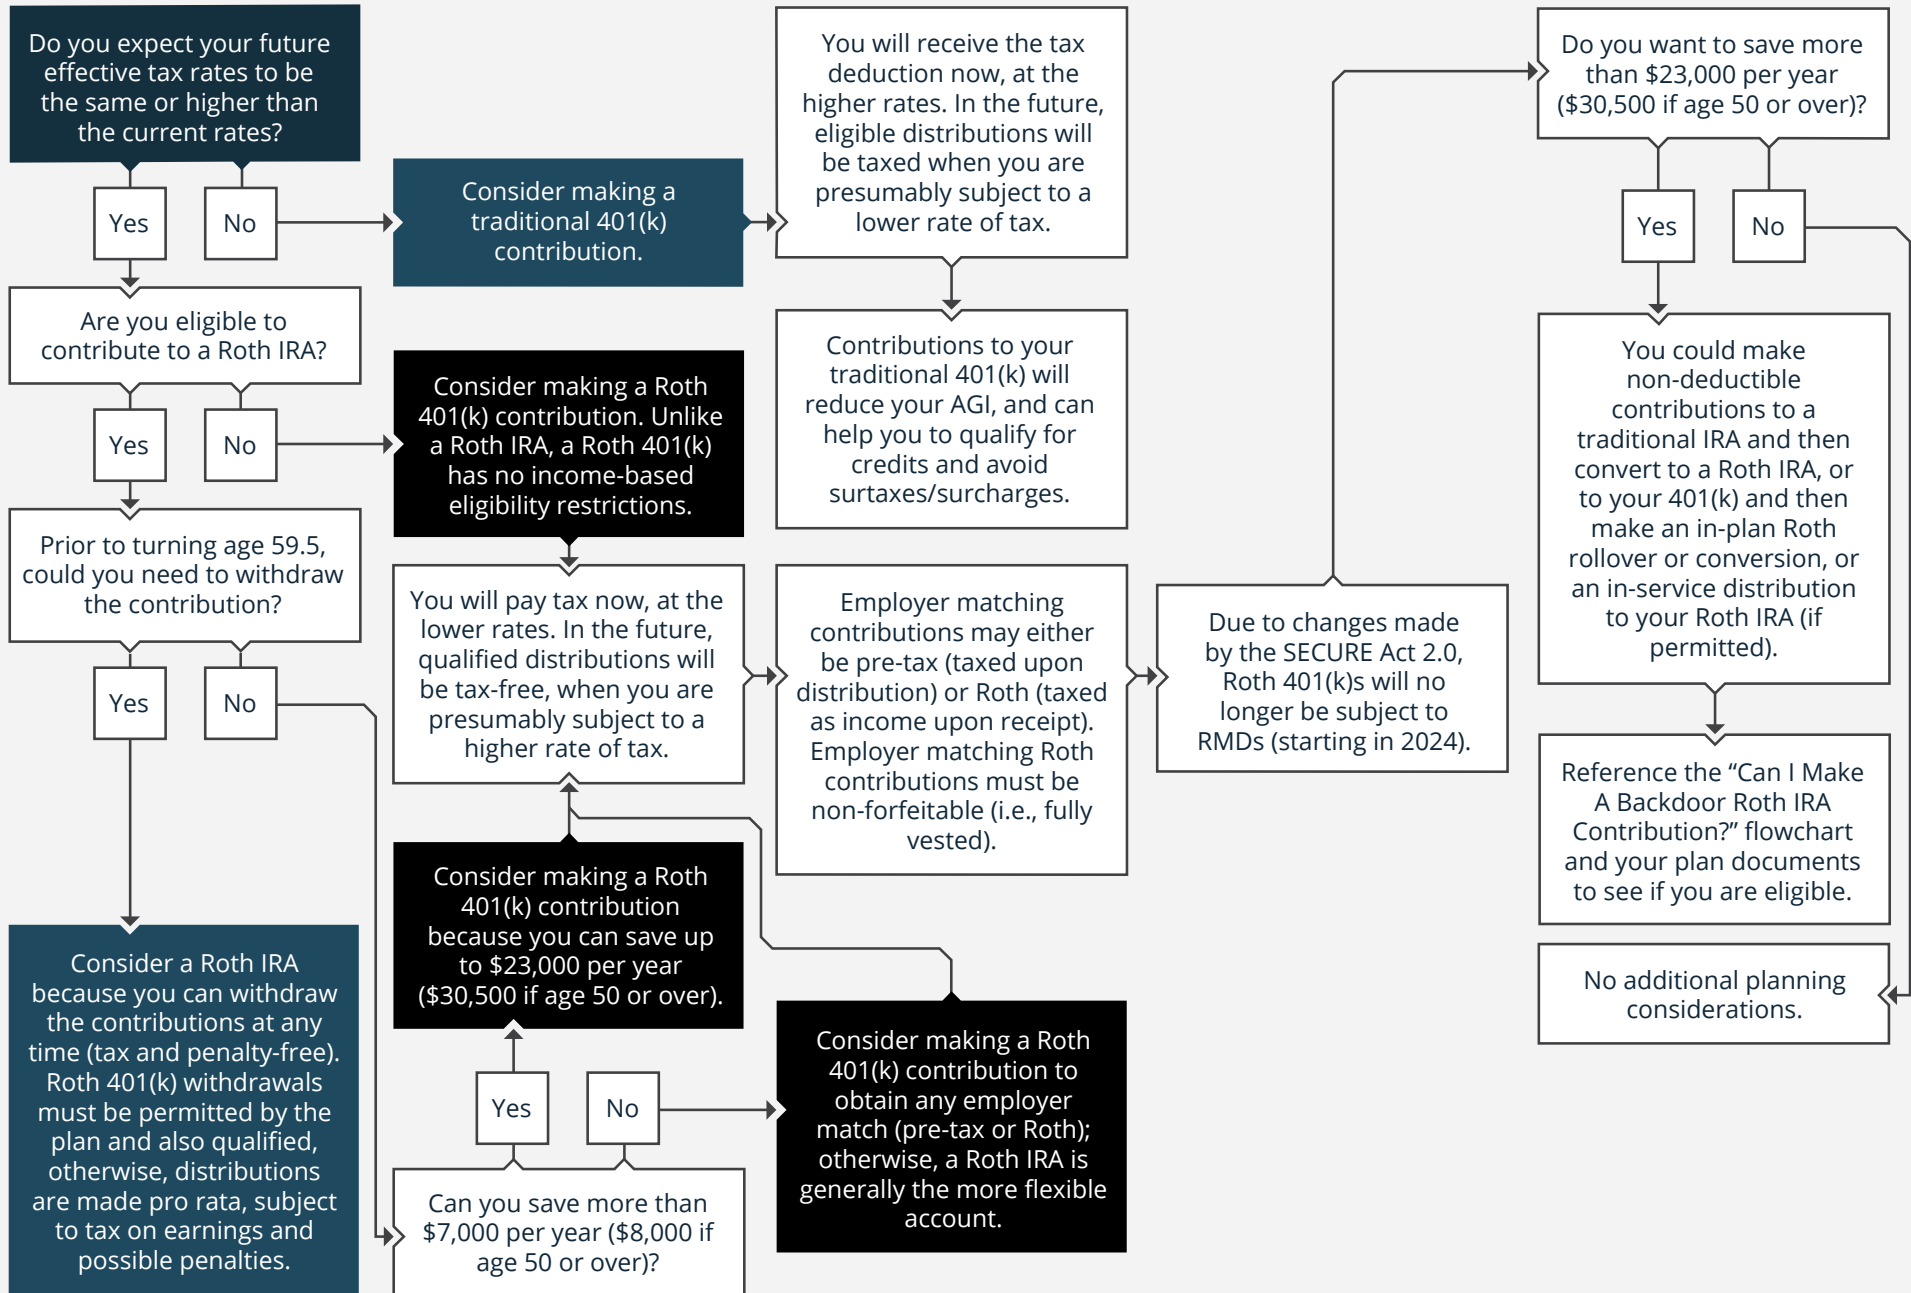 Do you expect your future
effective tax rates to be
the same or higher than
the current rates?
Yes
No
Consider making a
traditional 401(k)
contribution.
You will receive the tax
deduction now, at the
higher rates. In the future,
eligible distributions will
be taxed when you are
presumably subject to a
lower rate of tax.
Contributions to your
traditional 401(k) will
reduce your AGI, and can
help you to qualify for
credits and avoid
surtaxes/surcharges.
Are you eligible to
contribute to a Roth IRA?
Yes
No
Consider making a Roth
401(k) contribution. Unlike
a Roth IRA, a Roth 401(k)
has no income-based
eligibility restrictions.
Prior to turning age 59.5,
could you need to withdraw
the contribution?
Yes
No
Consider a Roth IRA
because you can withdraw
the contributions at any
time (tax and penalty-free).
Roth 401(k) withdrawals
must be permitted by the
plan and also qualified,
otherwise, distributions
are made pro rata, subject
to tax on earnings and
possible penalties.
Can you save more than
$7,000 per year ($8,000 if
age 50 or over)?
Yes
No
Consider making a Roth
401(k) contribution
because you can save up
to $23,000 per year
($30,500 if age 50 or over).
Consider making a Roth
401(k) contribution to
obtain any employer
match (pre-tax or Roth);
otherwise, a Roth IRA is
generally the more flexible
account.
You will pay tax now, at the
lower rates. In the future,
qualified distributions will
be tax-free, when you are
presumably subject to a
higher rate of tax.
Employer matching
contributions may either
be pre-tax (taxed upon
distribution) or Roth (taxed
as income upon receipt).
Employer matching Roth
contributions must be
non-forfeitable (i.e., fully
vested).
Due to changes made
by the SECURE Act 2.0,
Roth 401(k)s will no
longer be subject to
RMDs (starting in 2024).
Do you want to save more
than $23,000 per year
($30,500 if age 50 or over)?
Yes
No
You could make
non-deductible
contributions to a
traditional IRA and then
convert to a Roth IRA, or
to your 401(k) and then
make an in-plan Roth
rollover or conversion, or
an in-service distribution
to your Roth IRA (if
permitted).
Reference the “Can I Make
A Backdoor Roth IRA
Contribution?” flowchart
and your plan documents
to see if you are eligible.
No additional planning
considerations.